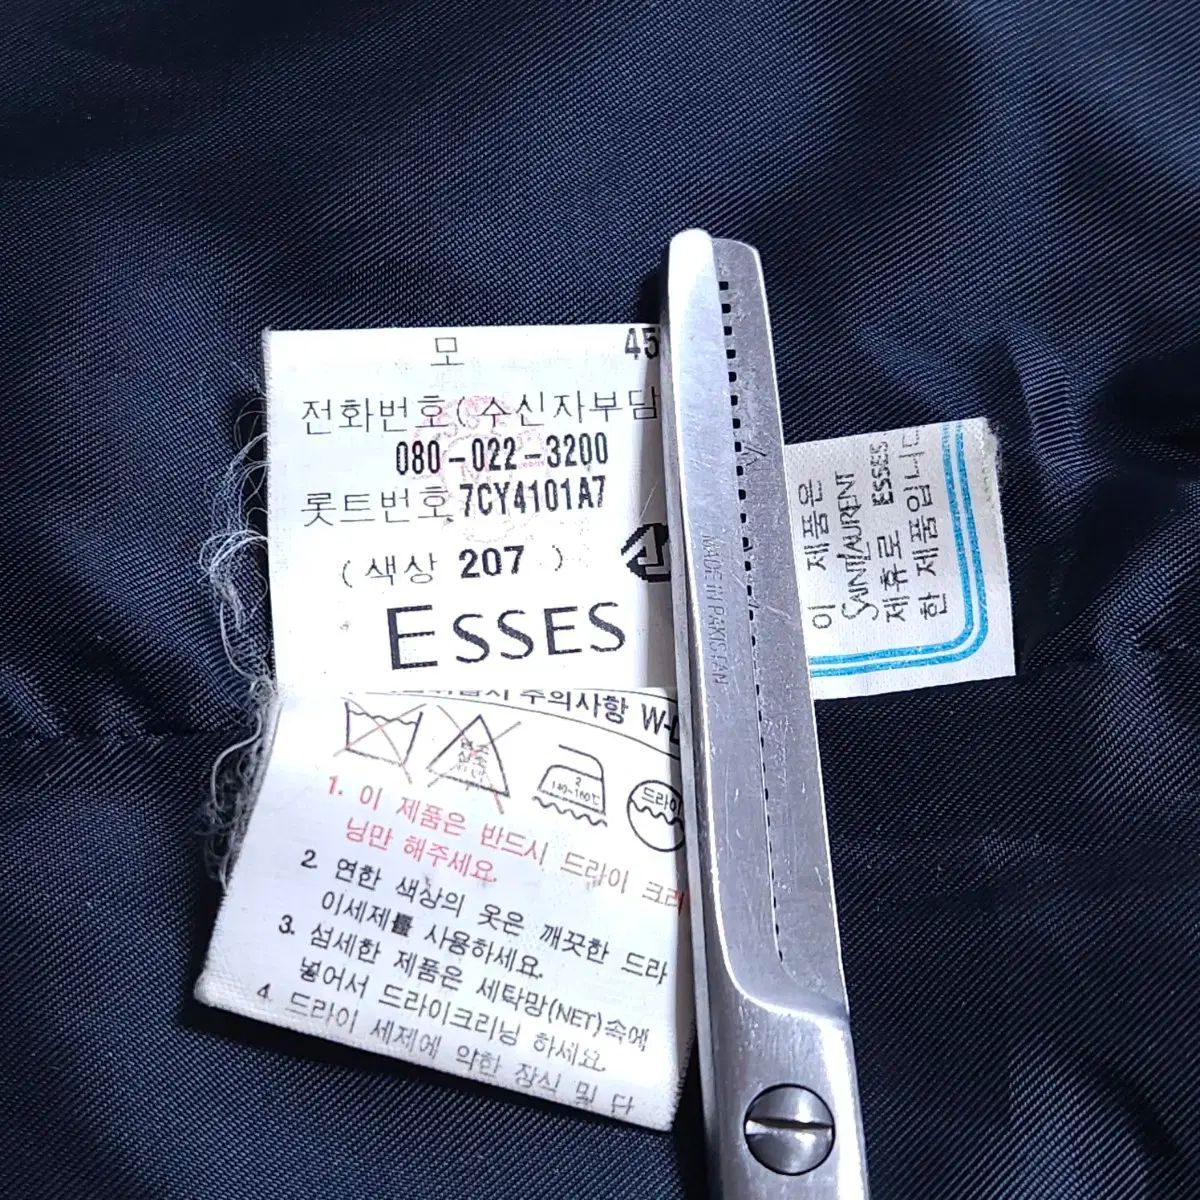 모 45
전화번호(수신자부담
080-022-3200
롯트번호 7CY4101A7
(색상 207 )
ESSES
주의사항 W-
140~160℃
드라이
1. 이 제품은 반드시 드라이 크리
닝만 해주세요.
2. 연한 색상의 옷은 깨끗한 드라
이세제를 사용하세요.
3. 섬세한 제품은 세탁망(NET)속에
넣어서 드라이크리닝 하세요.
4. 드라이 세제에 약한 장식 및 단
MADE IN PAKISTAN
이 제품은
SAINT LAURENT
제휴로 ESSES
한 제품입니다